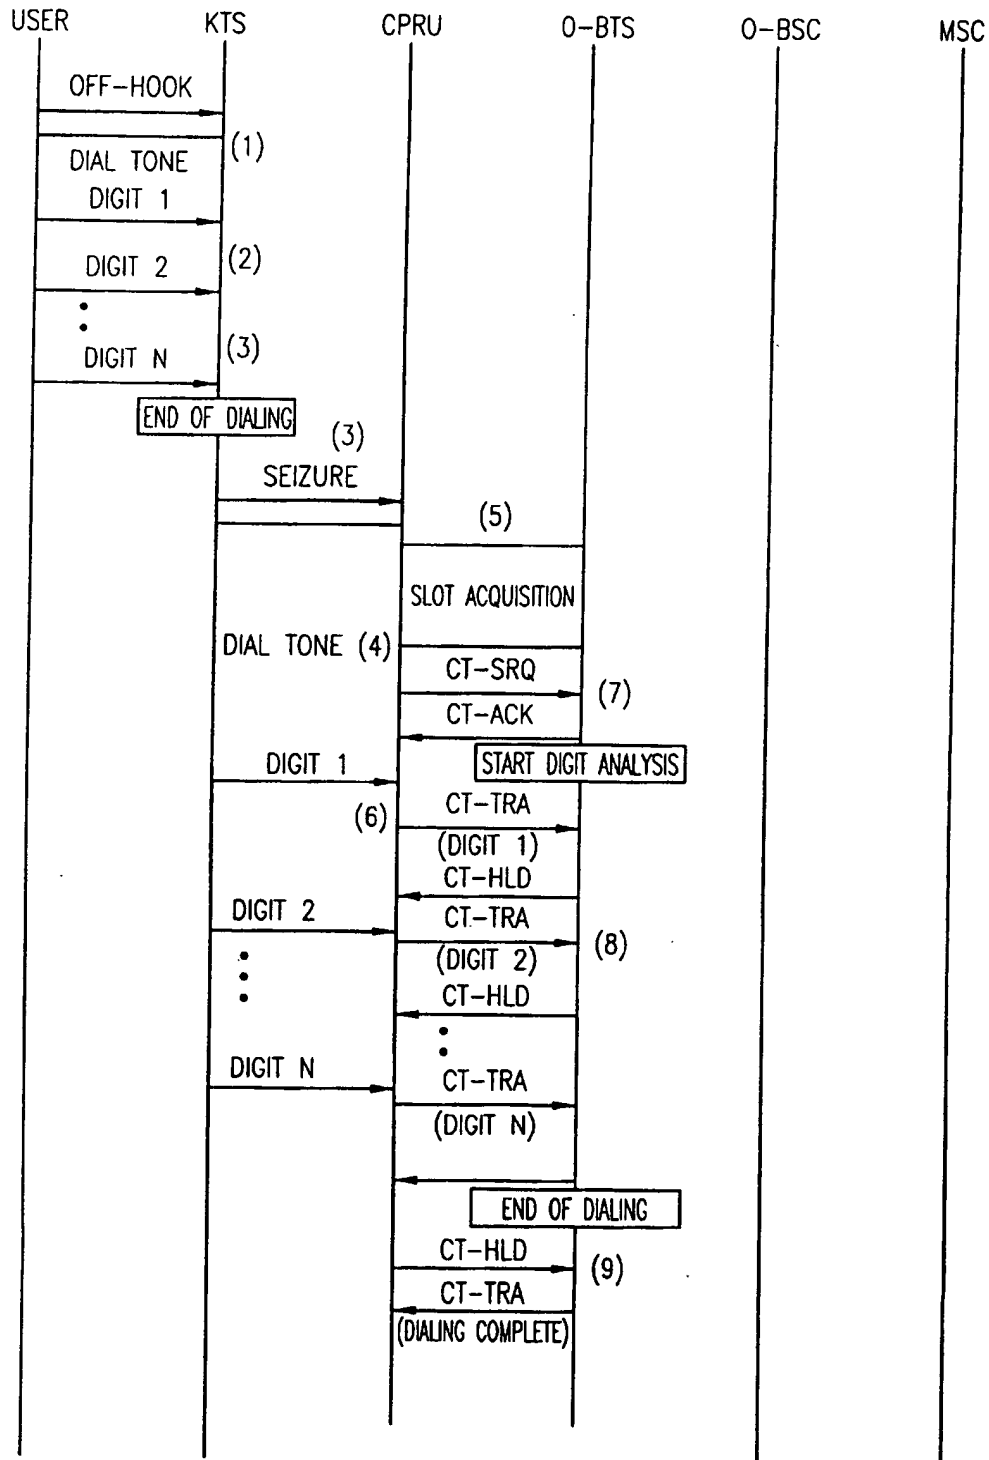 USER KTS CPRU O-BTS O-BSC MSC
OFF-HOOK
(1)
DIAL TONE
DIGIT 1
(2)
DIGIT 2
(3)
DIGIT N
END OF DIALING
(3)
SEIZURE
(5)
SLOT ACQUISITION
DIAL TONE (4)
CT-SRQ
(7)
CT-ACK
DIGIT 1
START DIGIT ANALYSIS
CT-TRA
(6)
(DIGIT 1)
CT-HLD
DIGIT 2
CT-TRA
(8)
(DIGIT 2)
CT-HLD
DIGIT N
CT-TRA
(DIGIT N)
END OF DIALING
CT-HLD
(9)
CT-TRA
(DIALING COMPLETE)